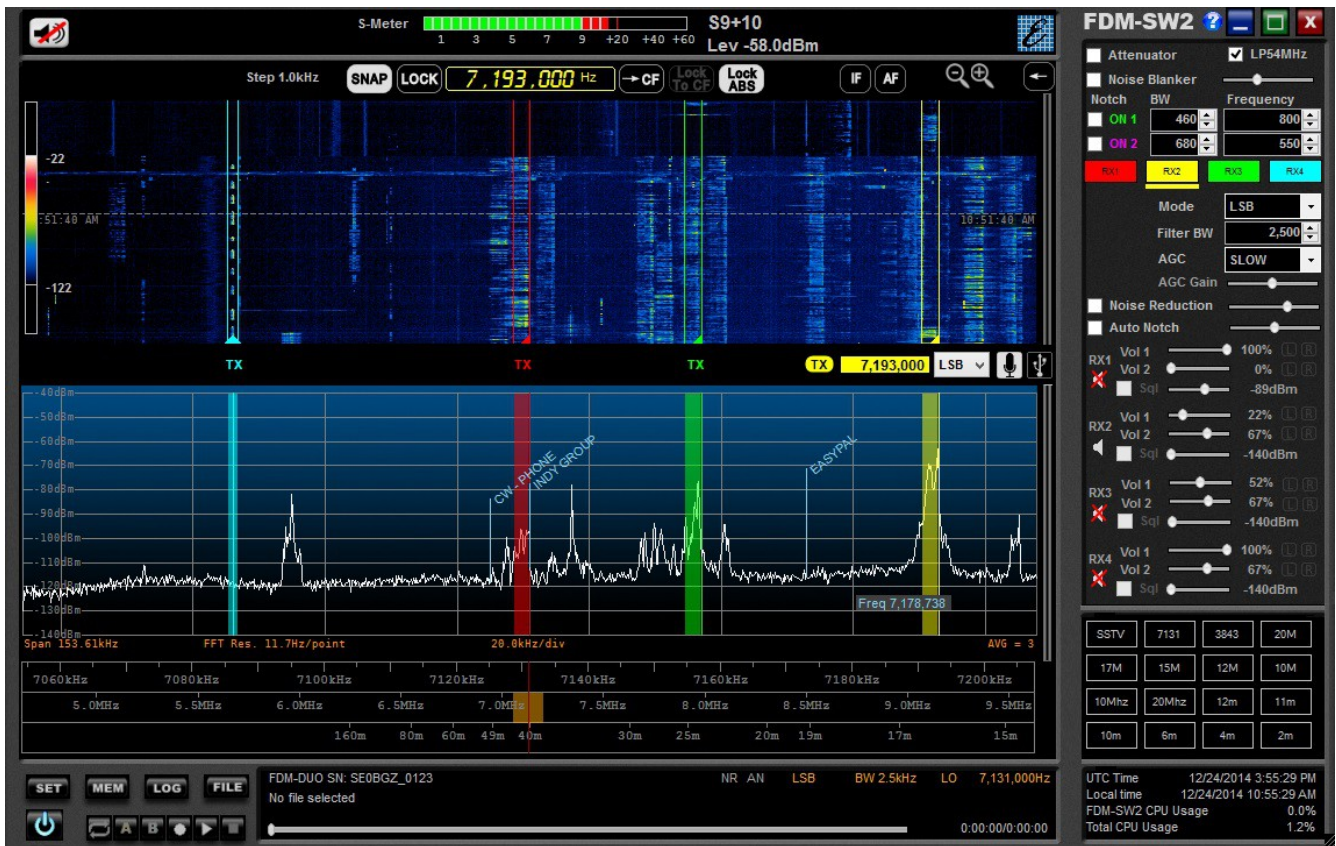 S-Meter
1 3 5 7 9 +20 +40 +60
S9+10
Lev -58.0dBm
Step 1.0kHz SNAP LOCK 7,193,000 Hz →CF Lock To CF Lock ABS IF AF
-22
:51:40 AM 10:51:40 AM
-122
TX TX TX TX 7,193,000 LSB
-40dBm
-50dBm
-60dBm
-70dBm
-80dBm
-90dBm
-100dBm
-110dBm
-120dBm
-130dBm
-140dBm
CW - PHONE
INDY GROUP
EASYPAL
Freq 7,178,738
Span 153.61kHz FFT Res. 11.7Hz/point 20.0kHz/div AVG = 3
7060kHz 7080kHz 7100kHz 7120kHz 7140kHz 7160kHz 7180kHz 7200kHz
5.0MHz 5.5MHz 6.0MHz 6.5MHz 7.0MHz 7.5MHz 8.0MHz 8.5MHz 9.0MHz 9.5MHz
160m 80m 60m 49m 40m 30m 25m 20m 19m 17m 15m
SET MEM LOG FILE
A B
FDM-DUO SN: SE0BGZ_0123 NR AN LSB BW 2.5kHz LO 7,131,000Hz
No file selected
0:00:00/0:00:00
FDM-SW2 ? X
Attenuator LP54MHz
Noise Blanker
Notch BW Frequency
ON 1 460 800
ON 2 680 550
RX1 RX2 RX3 RX4
Mode LSB
Filter BW 2,500
AGC SLOW
AGC Gain
Noise Reduction
Auto Notch
RX1
Vol 1 100% L R
Vol 2 0% L R
Sql -89dBm
RX2
Vol 1 22% L R
Vol 2 67% L R
Sql -140dBm
RX3
Vol 1 52% L R
Vol 2 67% L R
Sql -140dBm
RX4
Vol 1 100% L R
Vol 2 67% L R
Sql -140dBm
SSTV 7131 3843 20M
17M 15M 12M 10M
10Mhz 20Mhz 12m 11m
10m 6m 4m 2m
UTC Time 12/24/2014 3:55:29 PM
Local time 12/24/2014 10:55:29 AM
FDM-SW2 CPU Usage 0.0%
Total CPU Usage 1.2%